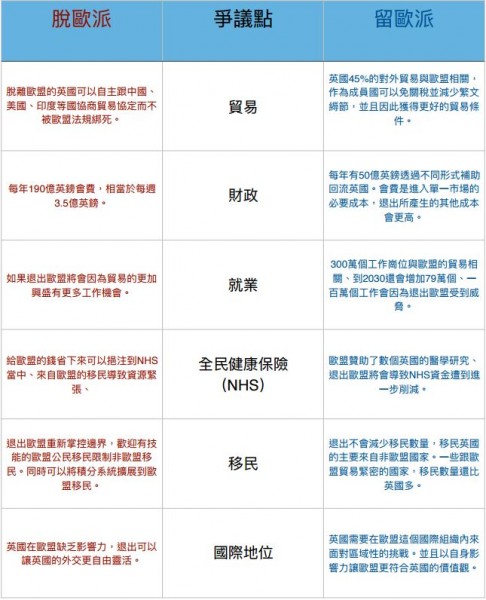 脫歐派
爭議點
留歐派
脫離歐盟的英國可以自主跟中國、
美國、印度等國協商貿易協定而不
被歐盟法規綁死。
貿易
英國45%的對外貿易與歐盟相關，
作為成員國可以免關稅並減少繁文
縟節，並且因此獲得更好的貿易條
件。
每年190億英鎊會費，相當於每週
3.5億英鎊。
財政
每年有50億英鎊透過不同形式補助
回流英國。會費是進入單一市場的
必要成本，退出所產生的其他成本
會更高。
如果退出歐盟將會因為貿易的更加
興盛有更多工作機會。
就業
300萬個工作崗位與歐盟的貿易相
關、到2030還會增加79萬個、一
百萬個工作會因為退出歐盟受到威
脅。
給歐盟的錢省下來可以挹注到NHS
當中、來自歐盟的移民導致資源緊
張、
全民健康保險
（NHS）
歐盟贊助了數個英國的醫學研究、
退出歐盟將會導致NHS資金遭到進
一步削減。
退出歐盟重新掌控邊界，歡迎有技
能的歐盟公民移民限制非歐盟移
民。同時可以將積分系統擴展到歐
盟移民。
移民
退出不會減少移民數量，移民英國
的主要來自非歐盟國家。一些跟歐
盟貿易緊密的國家，移民數量還比
英國多。
英國在歐盟缺乏影響力，退出可以
讓英國的外交更自由靈活。
國際地位
英國需要在歐盟這個國際組織內來
面對區域性的挑戰。並且以自身影
響力讓歐盟更符合英國的價值觀。